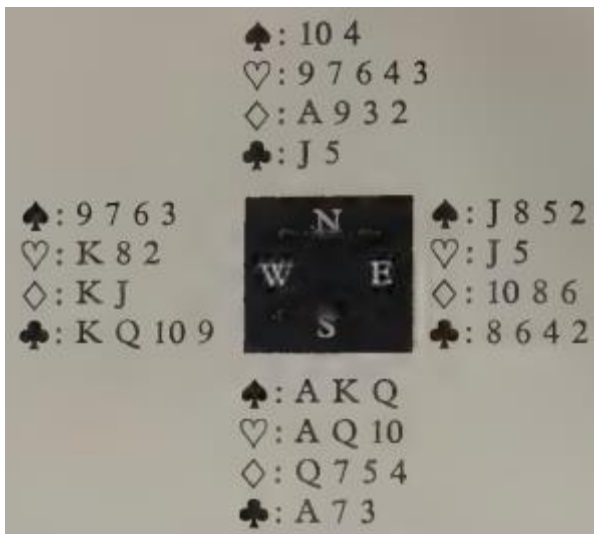 ♠: 10 4
♡: 9 7 6 4 3
♢: A 9 3 2
♣: J 5
♠: 9 7 6 3
♡: K 8 2
♢: K J
♣: K Q 10 9
N
W E
S
♠: J 8 5 2
♡: J 5
♢: 10 8 6
♣: 8 6 4 2
♠: A K Q
♡: A Q 10
♢: Q 7 5 4
♣: A 7 3